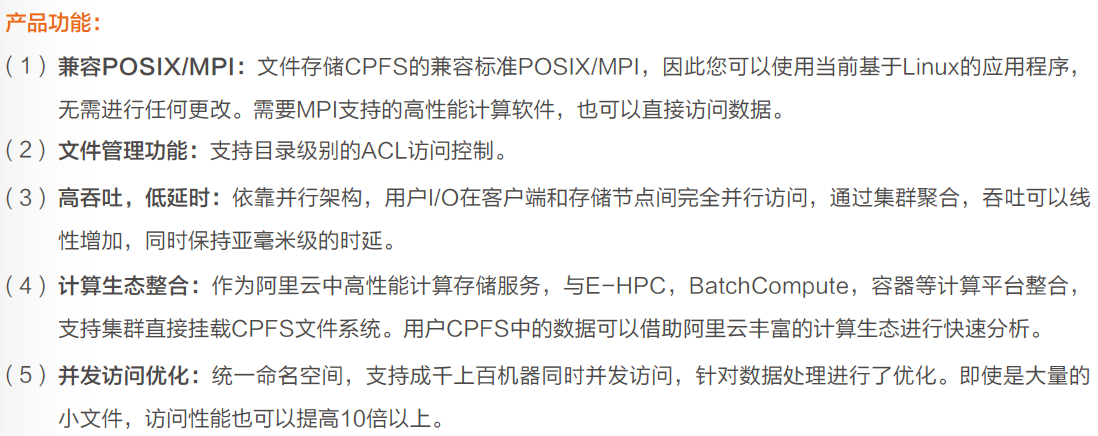 产品功能：
（1）兼容POSIX/MPI：文件存储CPFS的兼容标准POSIX/MPI，因此您可以使用当前基于Linux的应用程序，
无需进行任何更改。需要MPI支持的高性能计算软件，也可以直接访问数据。
（2）文件管理功能：支持目录级别的ACL访问控制。
（3）高吞吐，低延时：依靠并行架构，用户I/O在客户端和存储节点间完全并行访问，通过集群聚合，吞吐可以线
性增加，同时保持亚毫米级的时延。
（4）计算生态整合：作为阿里云中高性能计算存储服务，与E-HPC，BatchCompute，容器等计算平台整合，
支持集群直接挂载CPFS文件系统。用户CPFS中的数据可以借助阿里云丰富的计算生态进行快速分析。
（5）并发访问优化：统一命名空间，支持成千上百机器同时并发访问，针对数据处理进行了优化。即使是大量的
小文件，访问性能也可以提高10倍以上。